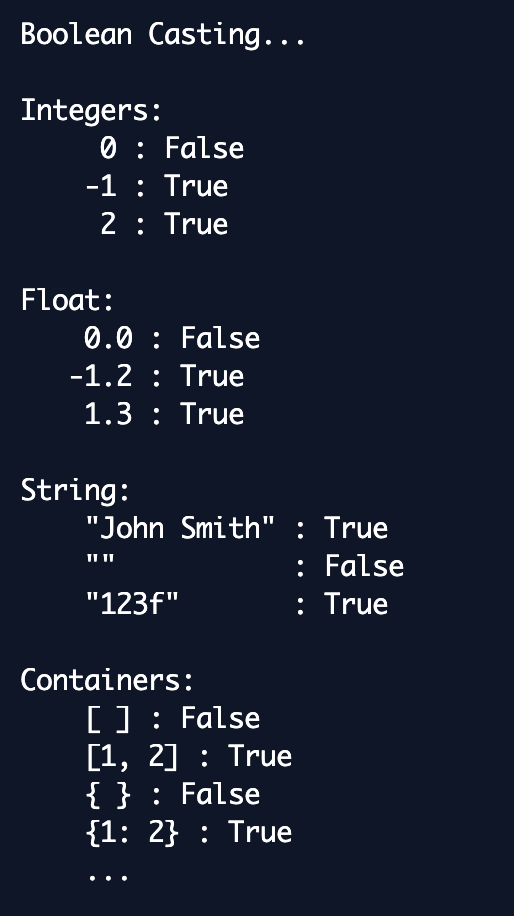 Boolean Casting...

Integers:
     0 : False
    -1 : True
     2 : True

Float:
    0.0 : False
   -1.2 : True
    1.3 : True

String:
    "John Smith" : True
    ""           : False
    "123f"       : True

Containers:
    [ ] : False
    [1, 2] : True
    { } : False
    {1: 2} : True
    ...